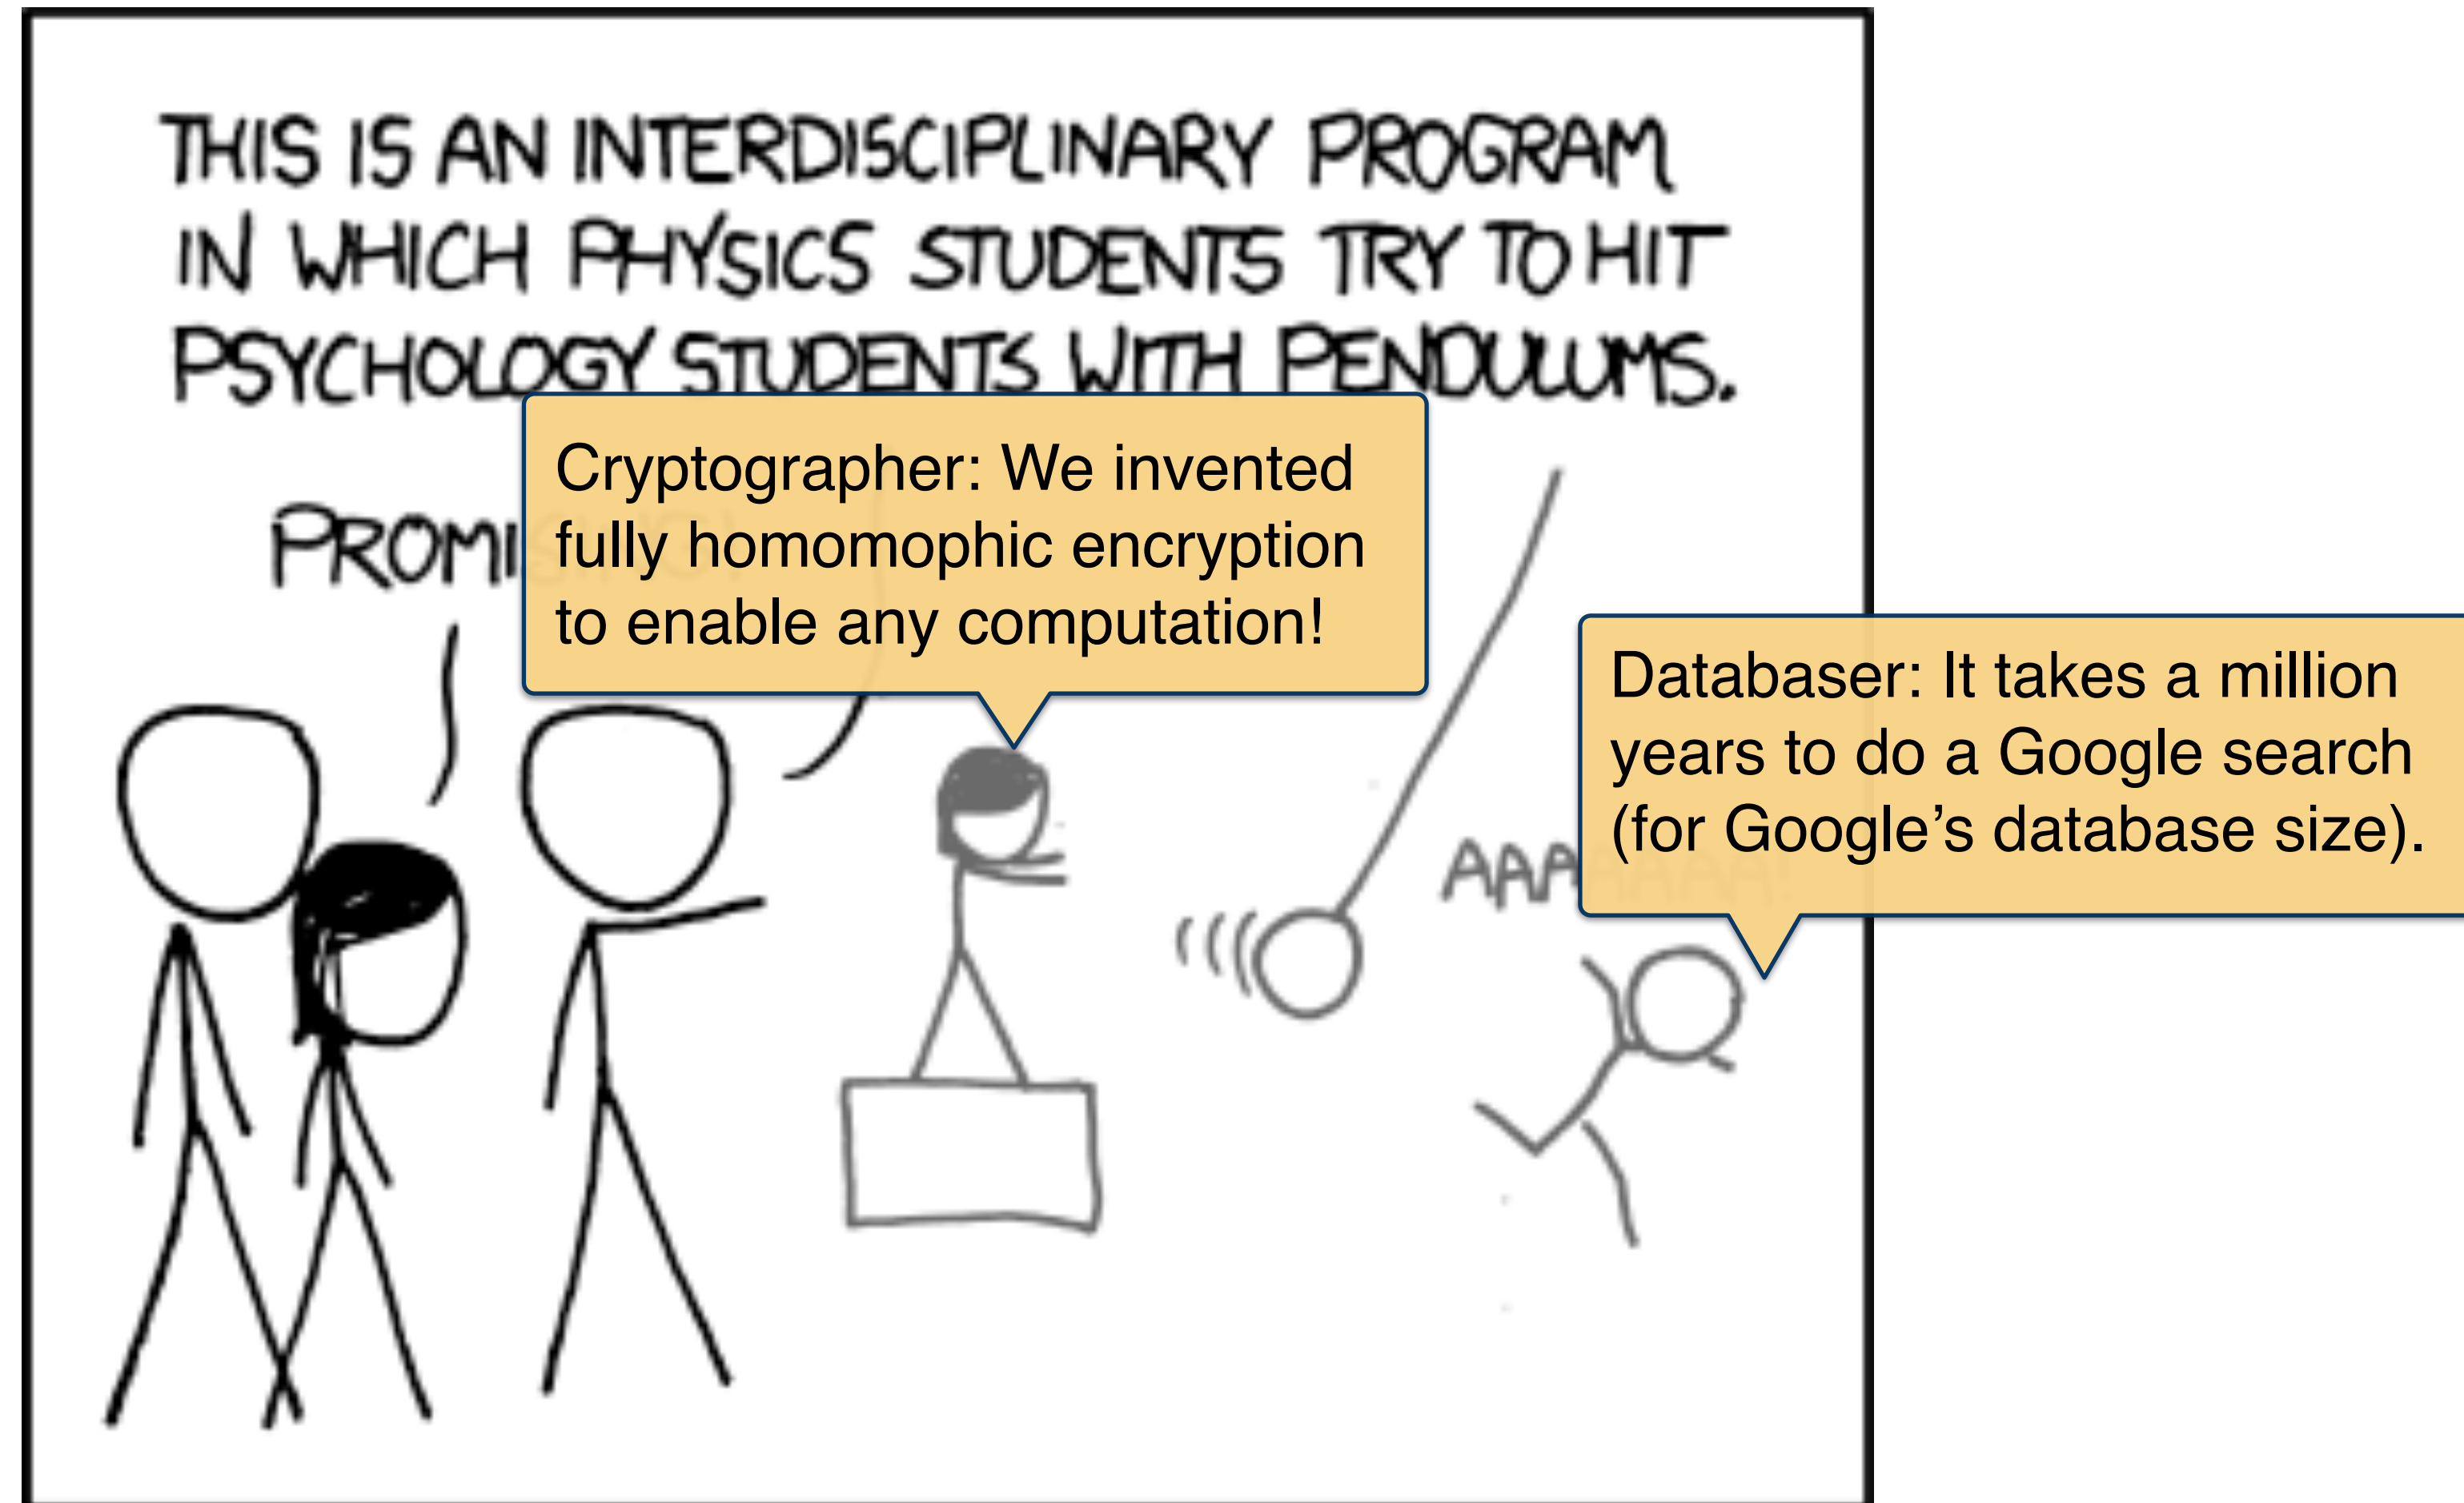 THIS IS AN INTERDISCIPLINARY PROGRAM
IN WHICH PHYSICS STUDENTS TRY TO HIT
PSYCHOLOGY STUDENTS WITH PENDULUMS.
Cryptographer: We invented
fully homomophic encryption
to enable any computation!
Databaser: It takes a million
years to do a Google search
(for Google's database size).